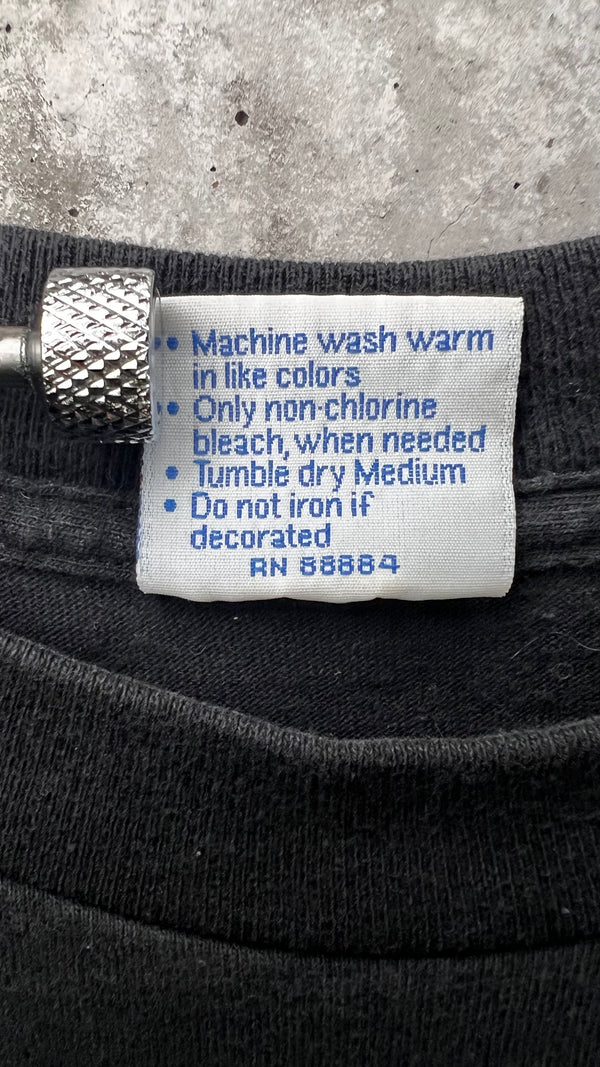 • Machine wash warm
in like colors
• Only non-chlorine
bleach, when needed
• Tumble dry Medium
• Do not iron if
decorated
RN 88884